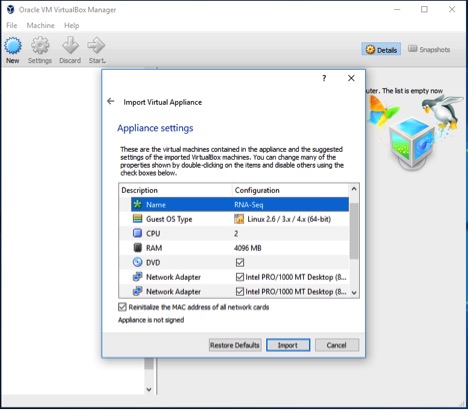 Oracle VM VirtualBox Manager
File Machine Help
New Settings Discard Start.
Details Snapshots
uter. The list is empty now
?
Import Virtual Appliance
Appliance settings
These are the virtual machines contained in the appliance and the suggested
settings of the imported VirtualBox machines. You can change many of the
properties shown by double-clicking on the items and disable others using the
check boxes below.
Description Configuration
Name RNA-Seq
Guest OS Type Linux 2.6 / 3.x / 4.x (64-bit)
CPU 2
RAM 4096 MB
DVD
Network Adapter Intel PRO/1000 MT Desktop (8...
Network Adapter Intel PRO/1000 MT Desktop (8...
Reinitialize the MAC address of all network cards
Appliance is not signed
Restore Defaults Import Cancel